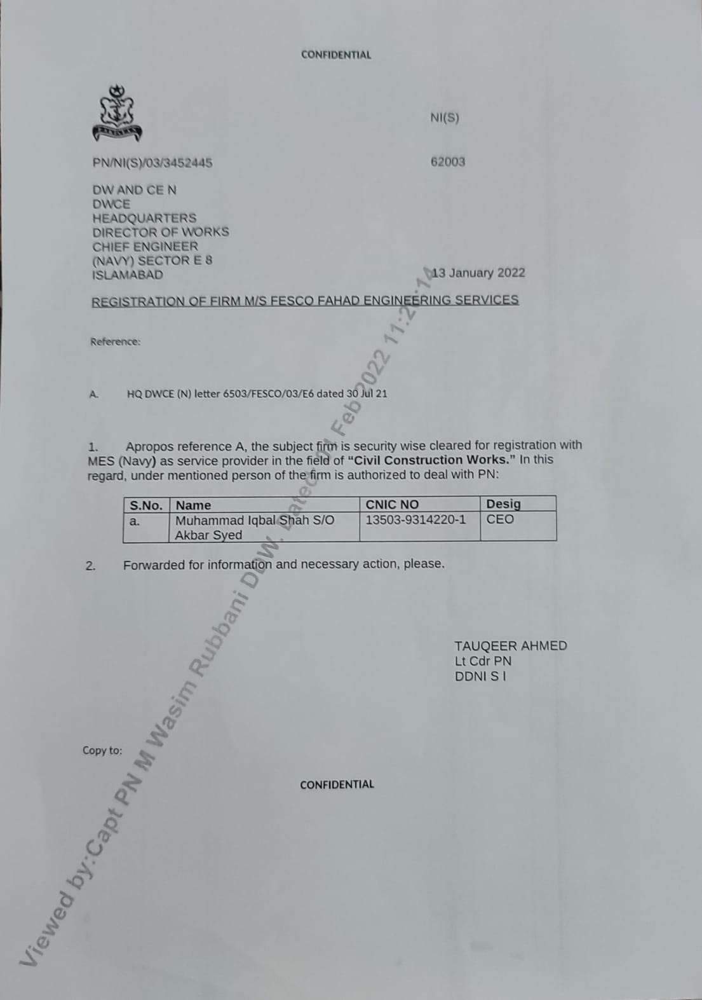 CONFIDENTIAL
PAKISTAN
NI(S)
PN/NI(S)/03/3452445
62003
DW AND CE N
DWCE
HEADQUARTERS
DIRECTOR OF WORKS
CHIEF ENGINEER
(NAVY) SECTOR E 8
ISLAMABAD
13 January 2022
REGISTRATION OF FIRM M/S FESCO FAHAD ENGINEERING SERVICES
Reference:
A. HQ DWCE (N) letter 6503/FESCO/03/E6 dated 30 Jul 21
1. Apropos reference A, the subject firm is security wise cleared for registration with
MES (Navy) as service provider in the field of “Civil Construction Works.” In this
regard, under mentioned person of the firm is authorized to deal with PN:
S.No. Name CNIC NO Desig
a. Muhammad Iqbal Shah S/O 13503-9314220-1 CEO
Akbar Syed
2. Forwarded for information and necessary action, please.
TAUQEER AHMED
Lt Cdr PN
DDNI S I
Copy to:
CONFIDENTIAL
Viewed by:Capt PN M Wasim Rubbani DDW. Dated: Feb 2022